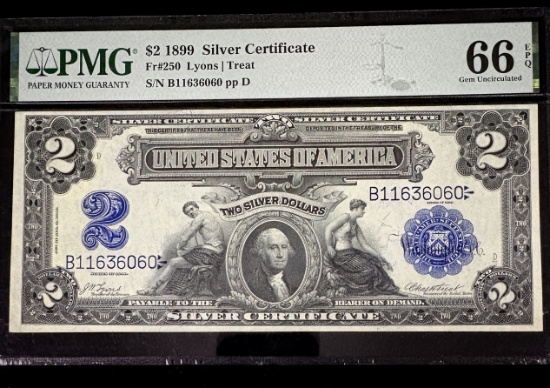 PMG
PAPER MONEY GUARANTY
$2 1899 Silver Certificate
Fr#250 Lyons | Treat
S/N B11636060 pp D
66 EPQ
Gem Uncirculated
SILVER CERTIFICATE
SILVER CERTIFICATE
2
2
UNITED STATES OF AMERICA
B11636060
TWO SILVER DOLLARS
2
B11636060
2
2
PAYABLE TO THE BEARER ON DEMAND.
SILVER CERTIFICATE